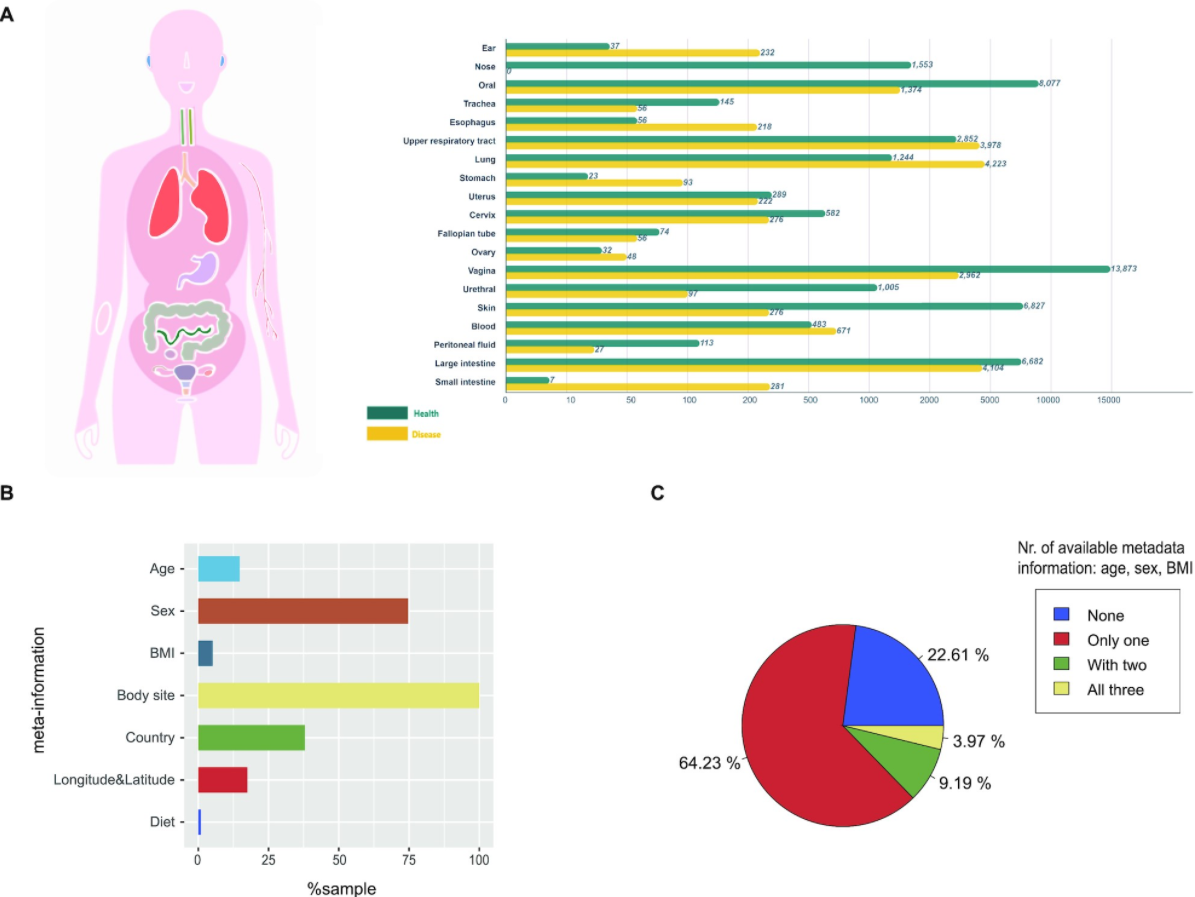 A
Ear 37
232
Nose 1,553
0
Oral 8,077
1,374
Trachea 145
56
Esophagus 56
218
Upper respiratory tract 2,852
3,978
Lung 1,244
4,223
Stomach 23
93
Uterus 289
222
Cervix 582
276
Fallopian tube 74
56
Ovary 32
48
Vagina 13,873
2,962
Urethral 1,005
97
Skin 6,827
276
Blood 483
671
Peritoneal fluid 113
27
Large intestine 6,682
4,104
Small intestine 7
281
0 10 50 100 200 500 1000 2000 5000 10000 15000
Health
Disease
B
meta-information
Age
Sex
BMI
Body site
Country
Longitude&Latitude
Diet
0 25 50 75 100
%sample
C
Nr. of available metadata
information: age, sex, BMI
None
Only one
With two
All three
22.61 %
3.97 %
9.19 %
64.23 %